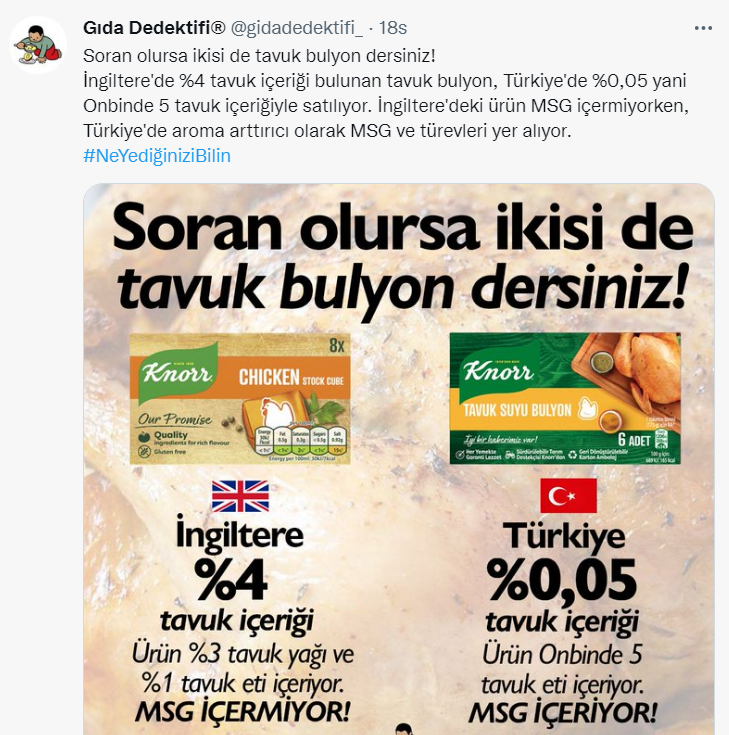 Gıda Dedektifi® @gidadedektifi_ · 18s
Soran olursa ikisi de tavuk bulyon dersiniz!
İngiltere'de %4 tavuk içeriği bulunan tavuk bulyon, Türkiye'de %0,05 yani
Onbinde 5 tavuk içeriğiyle satılıyor. İngiltere'deki ürün MSG içermiyorken,
Türkiye'de aroma arttırıcı olarak MSG ve türevleri yer alıyor.
#NeYediğiniziBilin
Soran olursa ikisi de
tavuk bulyon dersiniz!
8x
Knorr
CHICKEN STOCK CUBE
Our Promise
Quality
ingredients for rich flavour
Gluten free
Knorr
TAVUK SUYU BULYON
İyi bir haberimiz var!
6 ADET
İngiltere
%4
tavuk içeriği
Ürün %3 tavuk yağı ve
%1 tavuk eti içeriyor.
MSG İÇERMİYOR!
Türkiye
%0,05
tavuk içeriği
Ürün Onbinde 5
tavuk eti içeriyor.
MSG İÇERİYOR!